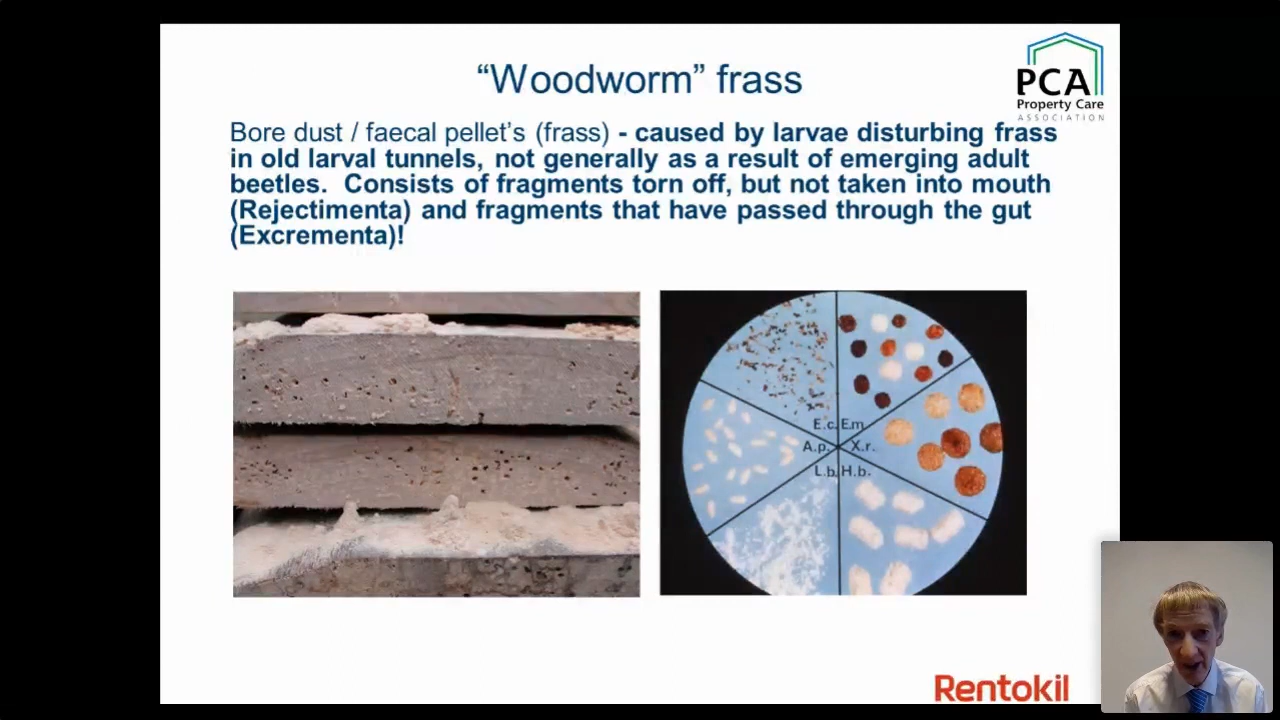 “Woodworm” frass
PCA
Property Care
ASSOCIATION
Bore dust / faecal pellet’s (frass) - caused by larvae disturbing frass
in old larval tunnels, not generally as a result of emerging adult
beetles.  Consists of fragments torn off, but not taken into mouth
(Rejectimenta) and fragments that have passed through the gut
(Excrementa)!
E.c. E.m.
A.p. X.r.
L.b. H.b.
Rentokil